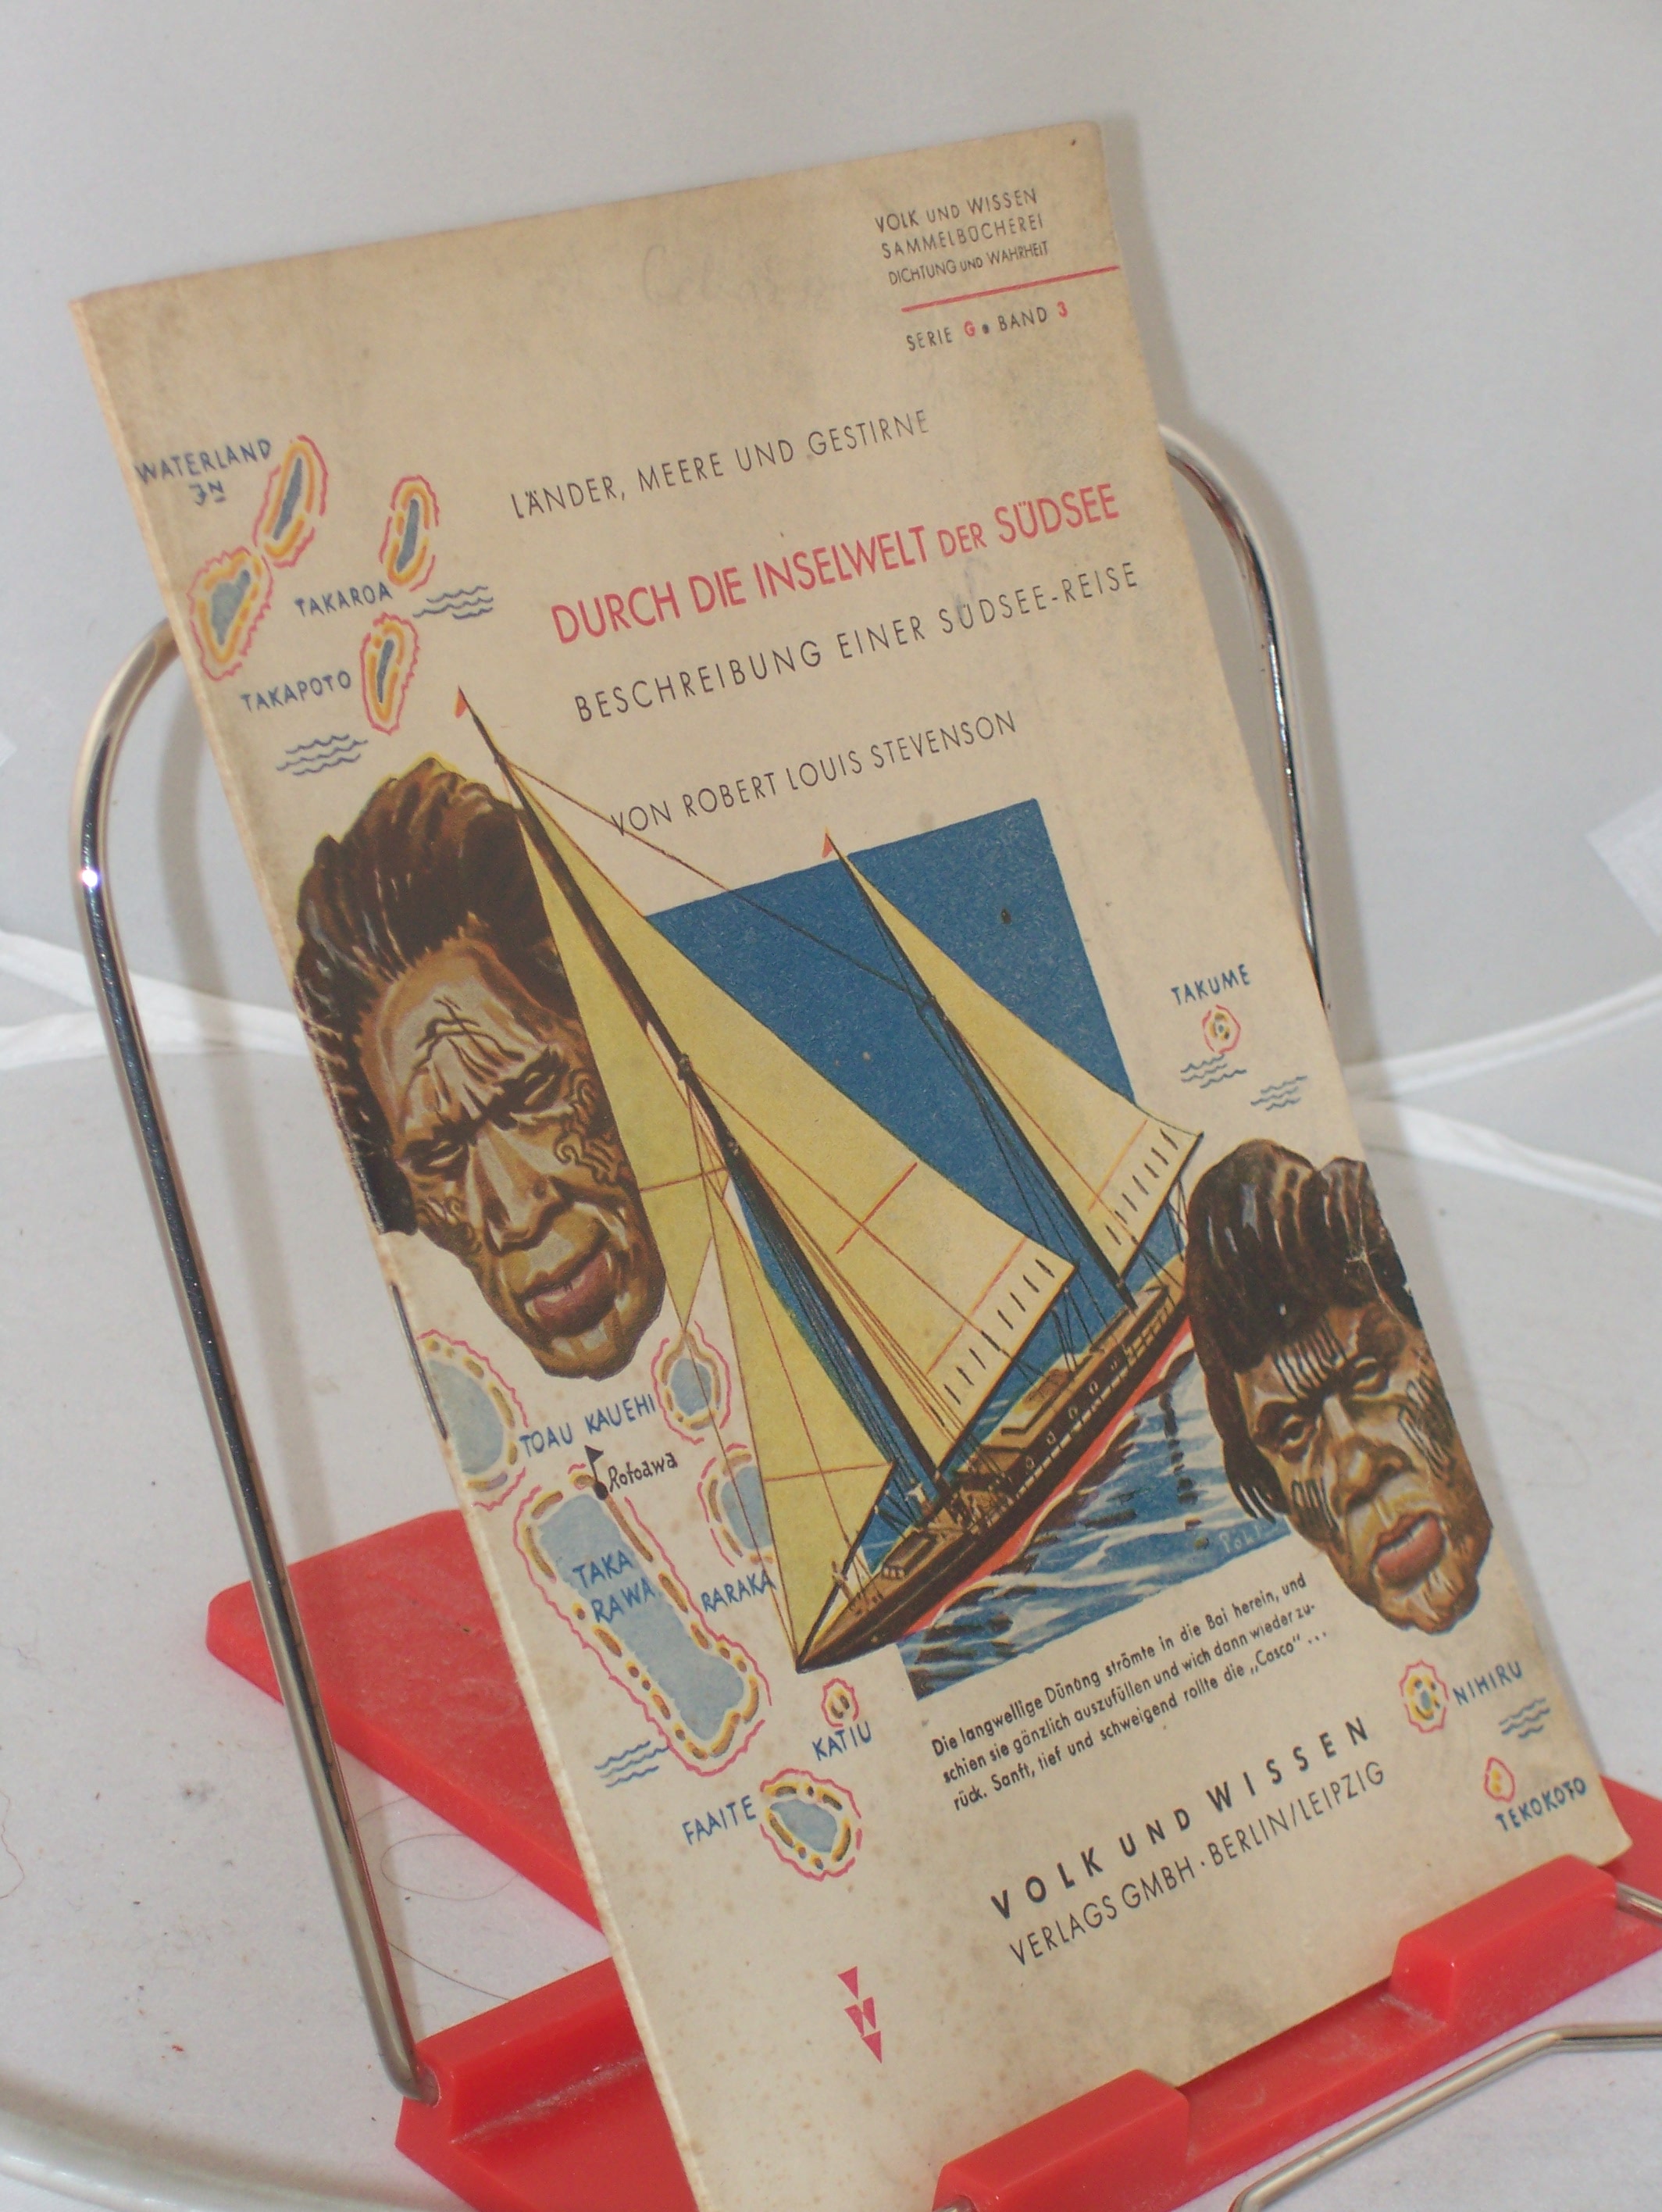 VOLK UND WISSEN
SAMMELBÜCHEREI
DICHTUNG UND WAHRHEIT
SERIE G • BAND 3
LÄNDER, MEERE UND GESTIRNE
DURCH DIE INSELWELT DER SÜDSEE
BESCHREIBUNG EINER SÜDSEE-REISE
VON ROBERT LOUIS STEVENSON
WATERLAND
JN
TAKAROA
TAKAPOTO
TAKUME
TOAU KAUEHI
Rotoawa
TAKA
RAWA
RARAKA
KATIU
FAAITE
NIHIRU
TEKOKOTO
Die langwellige Dünung strömte in die Bai herein, und
schien sie gänzlich auszufüllen und wich dann wieder zu-
rück. Sanft, tief und schweigend rollte die „Casco“ ...
VOLK UND WISSEN
VERLAGS GMBH · BERLIN/LEIPZIG